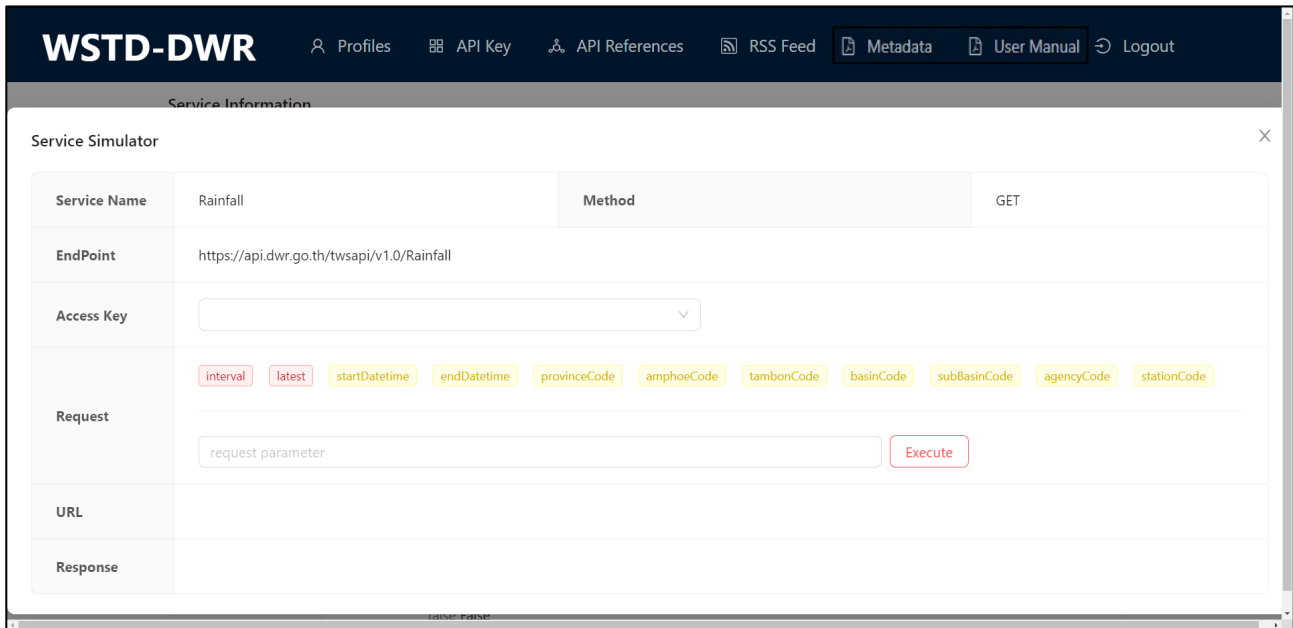 WSTD-DWR Profiles API Key API References RSS Feed Metadata User Manual Logout
Service Information
Service Simulator
Service Name Rainfall Method GET
EndPoint https://api.dwr.go.th/twsapi/v1.0/Rainfall
Access Key
interval latest startDatetime endDatetime provinceCode amphoeCode tambonCode basinCode subBasinCode agencyCode stationCode
Request
request parameter Execute
URL
Response
false False